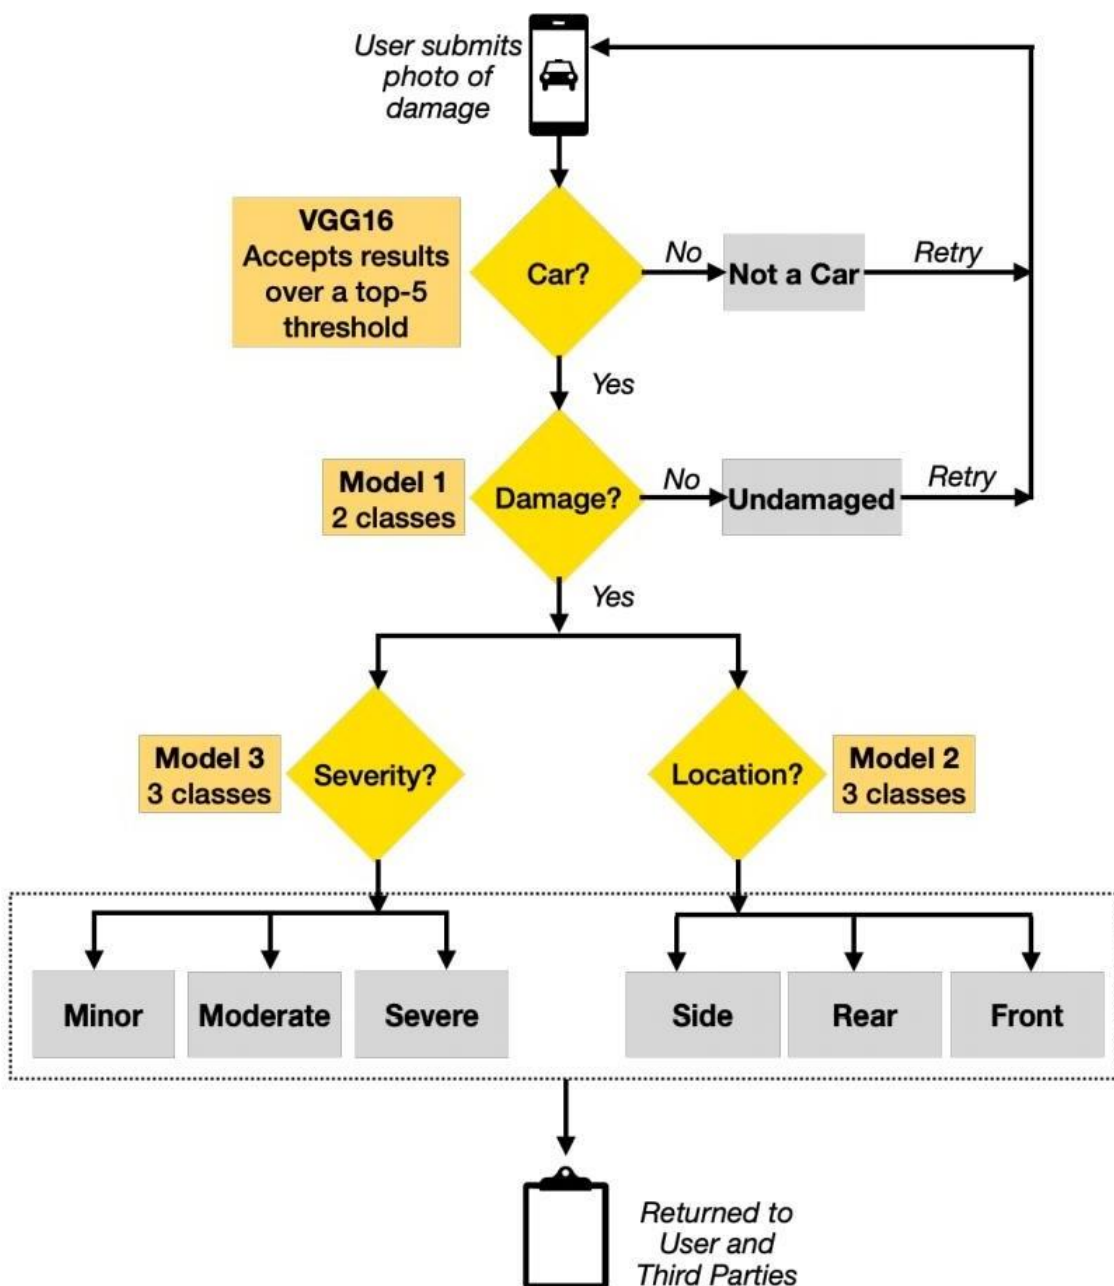 User submits
photo of
damage
VGG16
Accepts results
over a top-5
threshold
Car?
No
Not a Car
Retry
Yes
Model 1
2 classes
Damage?
No
Undamaged
Retry
Yes
Model 3
3 classes
Severity?
Location?
Model 2
3 classes
Minor
Moderate
Severe
Side
Rear
Front
Returned to
User and
Third Parties